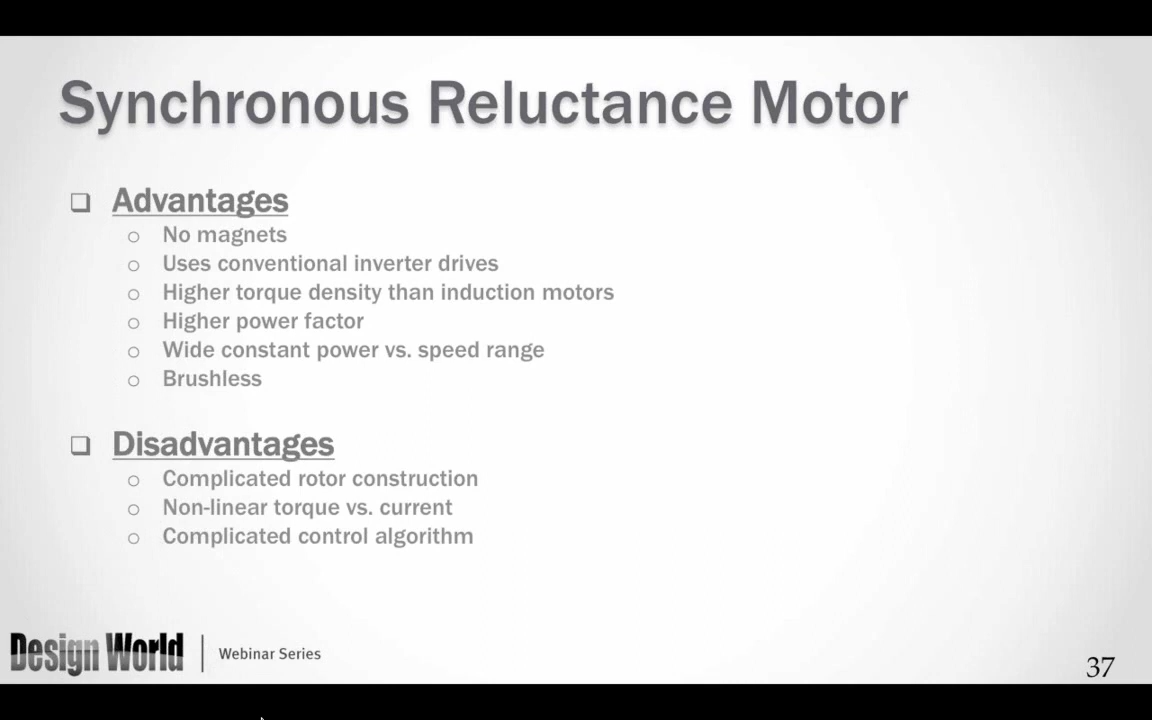 Synchronous Reluctance Motor
Advantages
No magnets
Uses conventional inverter drives
Higher torque density than induction motors
Higher power factor
Wide constant power vs. speed range
Brushless
Disadvantages
Complicated rotor construction
Non-linear torque vs. current
Complicated control algorithm
Design World | Webinar Series
37